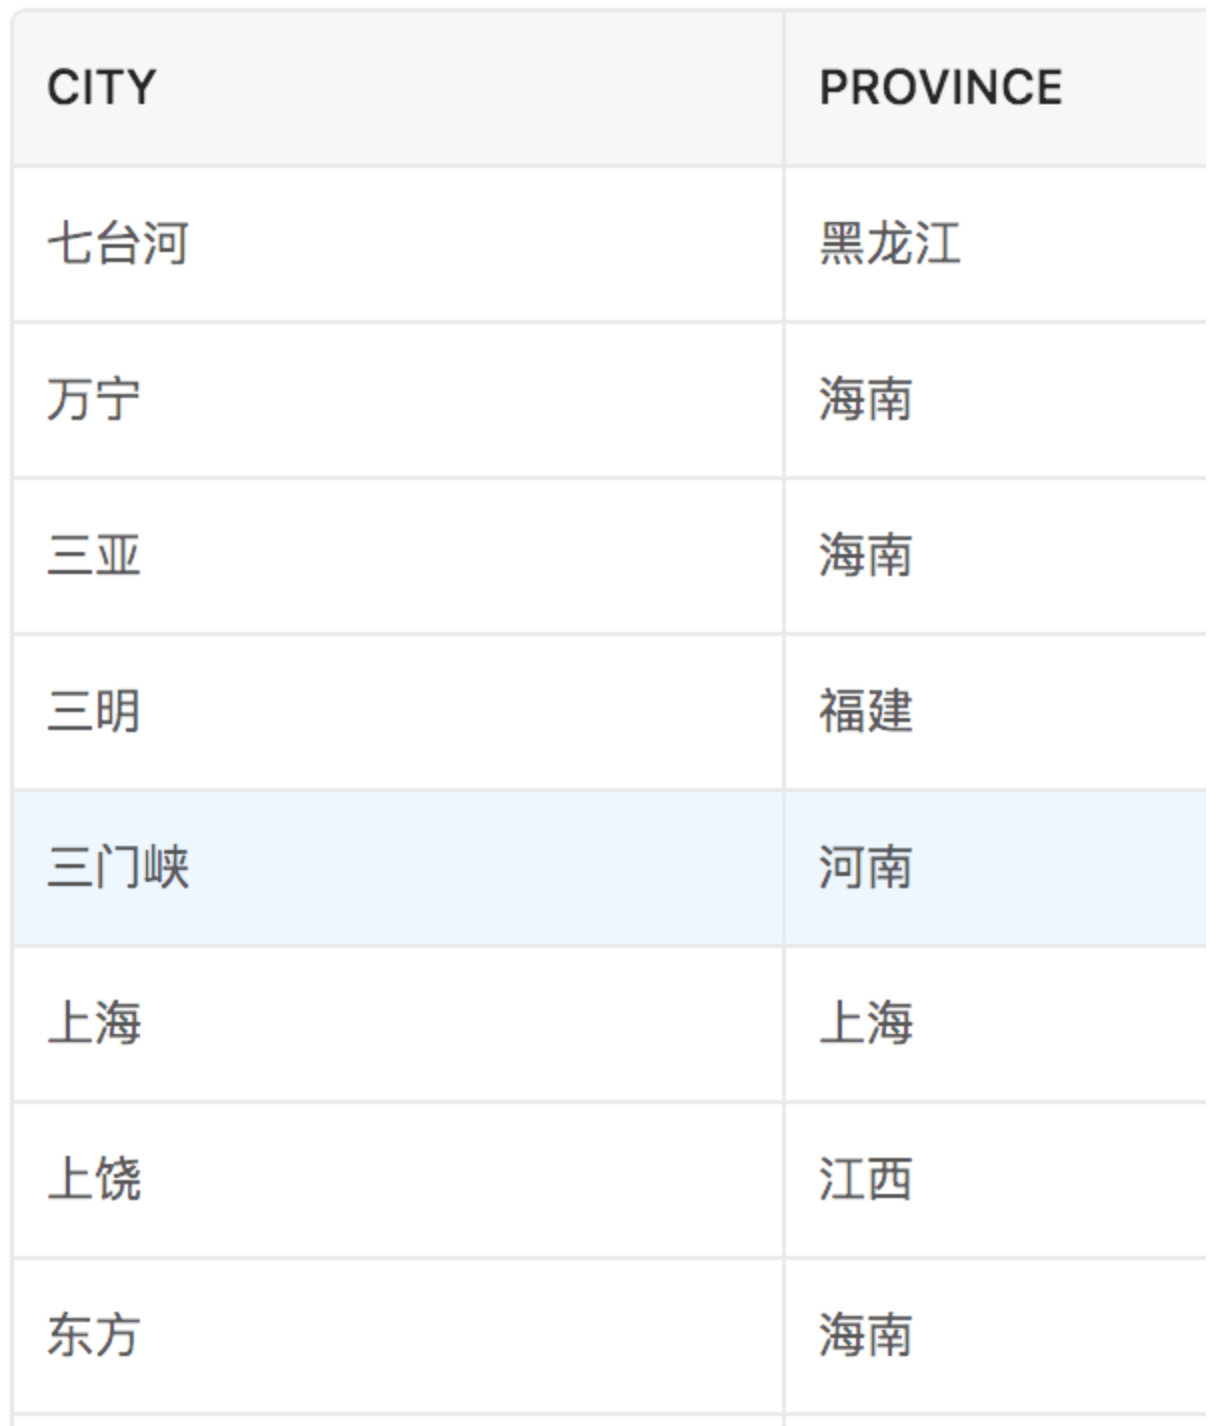 CITY PROVINCE
七台河 黑龙江
万宁 海南
三亚 海南
三明 福建
三门峡 河南
上海 上海
上饶 江西
东方 海南